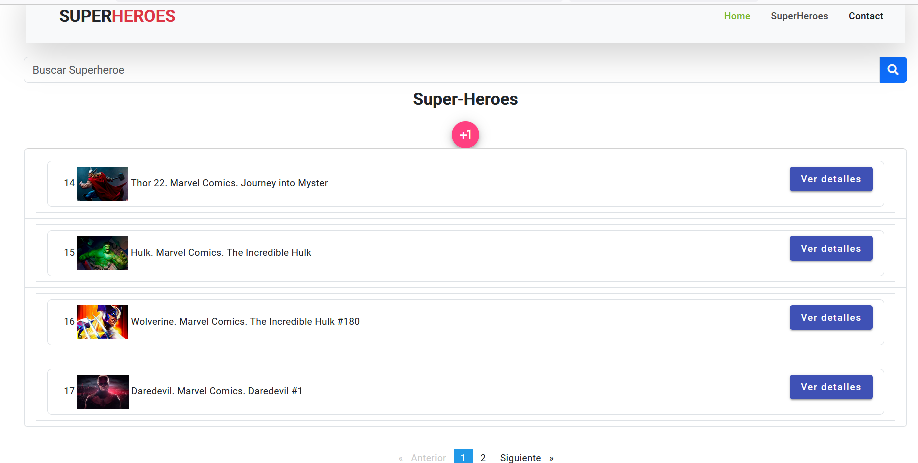 SUPERHEROES Home SuperHeroes Contact
Buscar Superheroe
Super-Heroes
+1
14 Thor 22. Marvel Comics. Journey into Myster Ver detalles
15 Hulk. Marvel Comics. The Incredible Hulk Ver detalles
16 Wolverine. Marvel Comics. The Incredible Hulk #180 Ver detalles
17 Daredevil. Marvel Comics. Daredevil #1 Ver detalles
« Anterior 1 2 Siguiente »